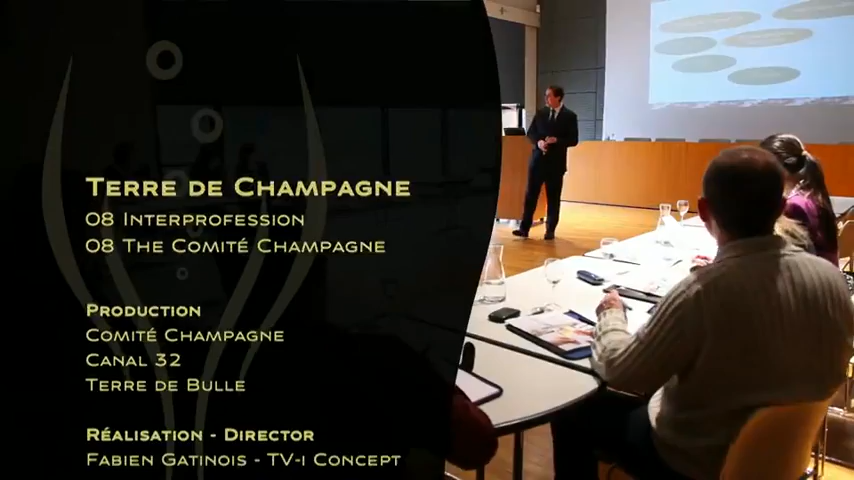 Terre de Champagne
08 Interprofession
08 The Comité Champagne
Production
Comité Champagne
Canal 32
Terre de Bulle
Réalisation - Director
Fabien Gatinois - TV-i Concept